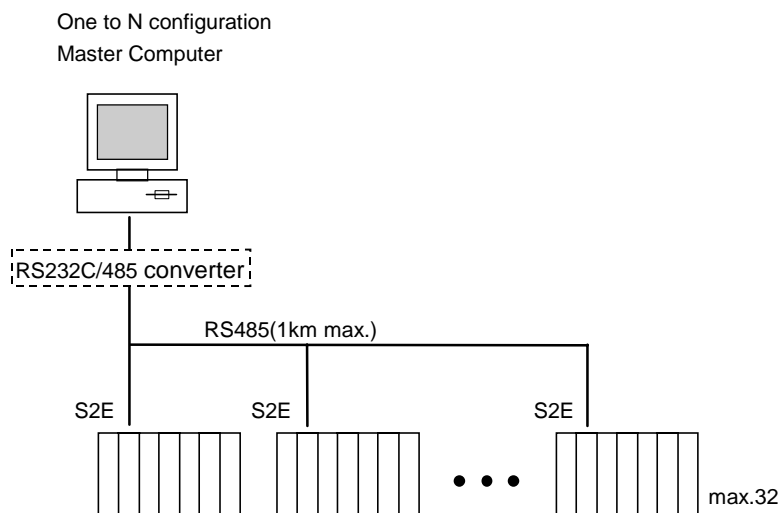 One to N configuration
Master Computer
RS232C/485 converter
RS485(1km max.)
S2E
S2E
S2E
max.32